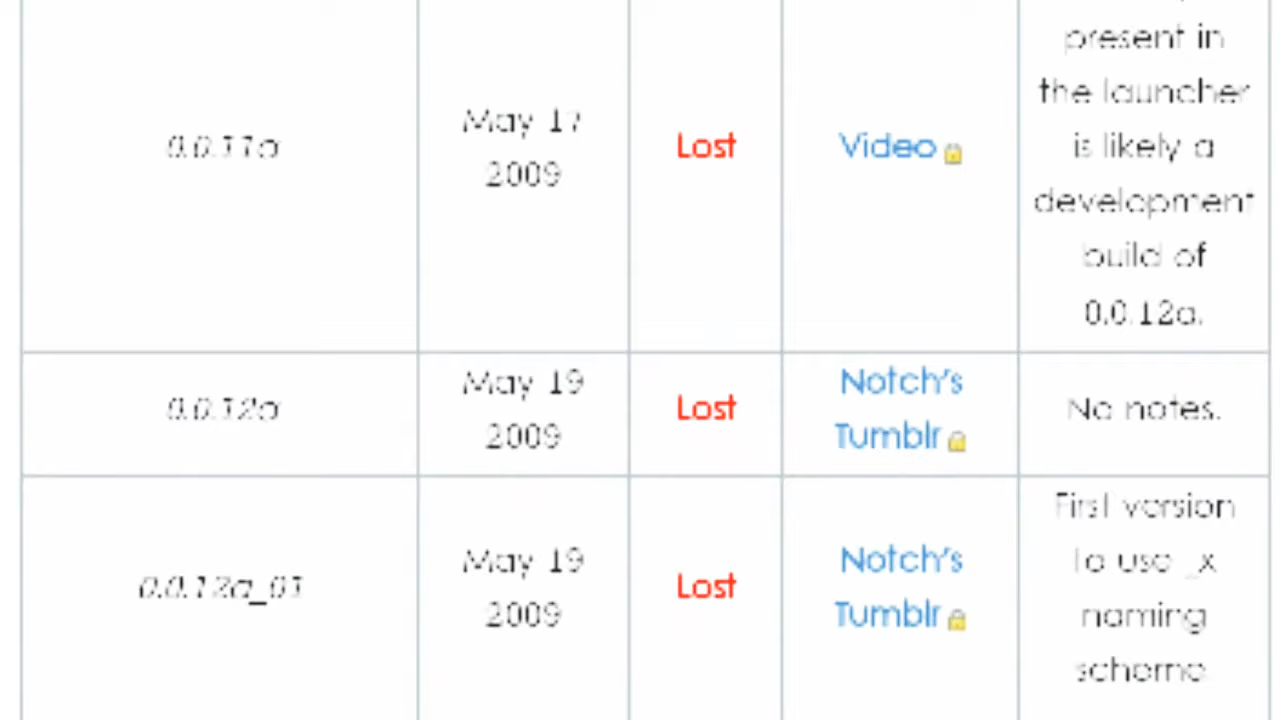 present in
the launcher
is likely a
development
build of
0.0.12a.
0.0.11a
May 17
2009
Lost
Video
0.0.12a
May 19
2009
Lost
Notch's
Tumblr
No notes.
0.0.12a_01
May 19
2009
Lost
Notch's
Tumblr
First version
to use _x
naming
scheme.